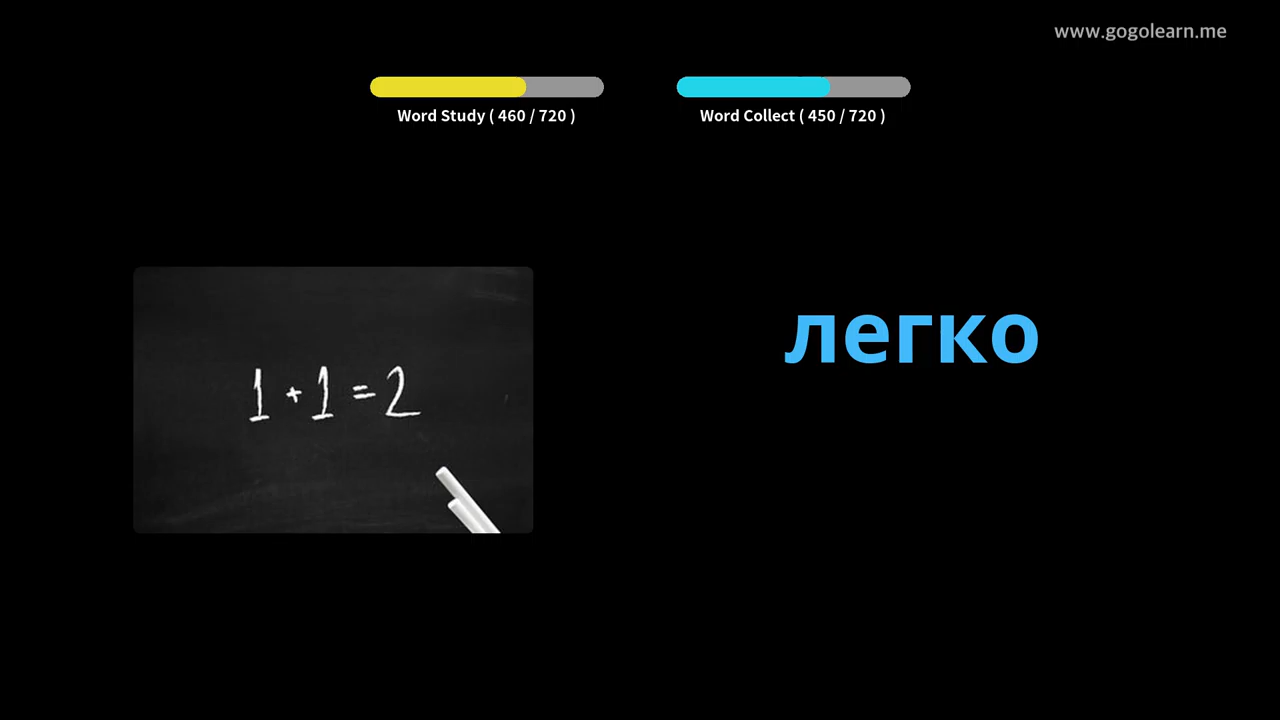 www.gogolearn.me
Word Study ( 460 / 720 )
Word Collect ( 450 / 720 )
легко
1 + 1 = 2